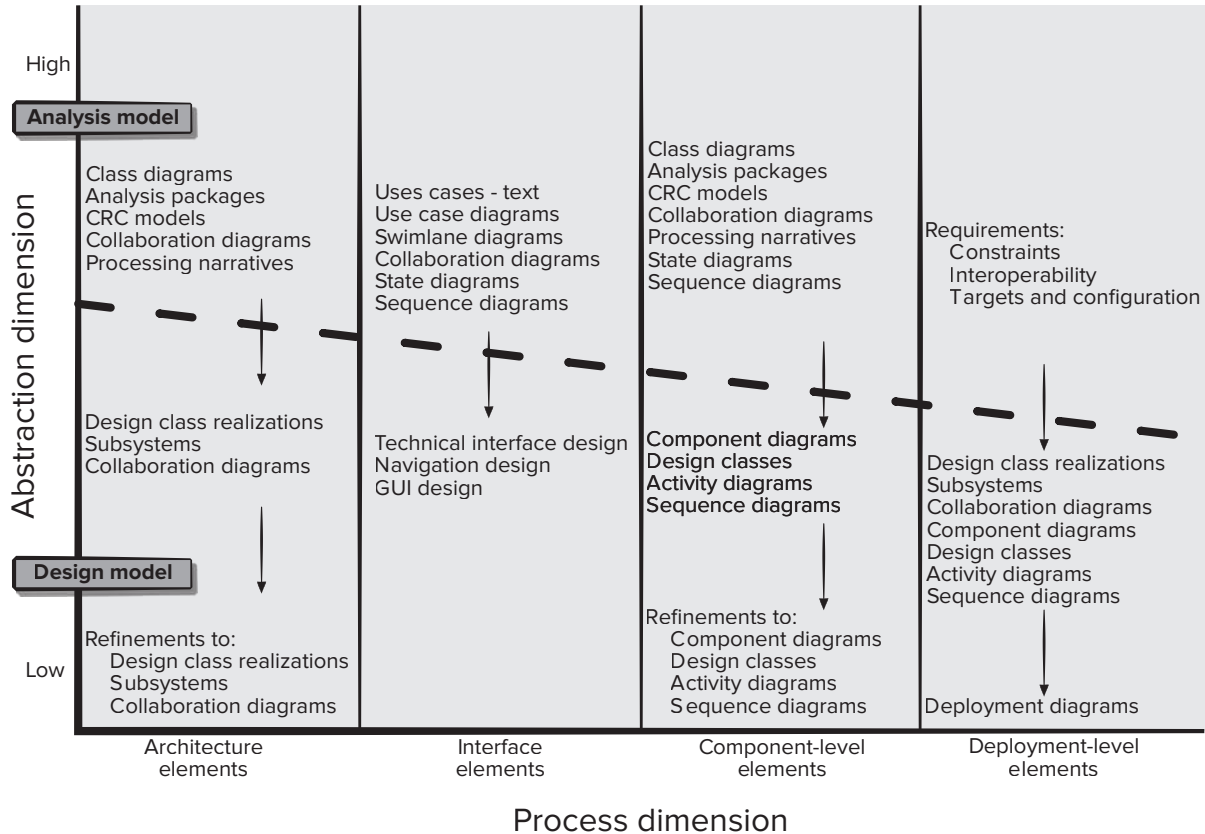 High
Analysis model
Abstraction dimension
Design model
Low
Class diagrams
Analysis packages
CRC models
Collaboration diagrams
Processing narratives
Design class realizations
Subsystems
Collaboration diagrams
Refinements to:
Design class realizations
Subsystems
Collaboration diagrams
Architecture
elements
Uses cases - text
Use case diagrams
Swimlane diagrams
Collaboration diagrams
State diagrams
Sequence diagrams
Technical interface design
Navigation design
GUI design
Interface
elements
Class diagrams
Analysis packages
CRC models
Collaboration diagrams
Processing narratives
State diagrams
Sequence diagrams
Component diagrams
Design classes
Activity diagrams
Sequence diagrams
Refinements to:
Component diagrams
Design classes
Activity diagrams
Sequence diagrams
Component-level
elements
Requirements:
Constraints
Interoperability
Targets and configuration
Design class realizations
Subsystems
Collaboration diagrams
Component diagrams
Design classes
Activity diagrams
Sequence diagrams
Deployment diagrams
Deployment-level
elements
Process dimension